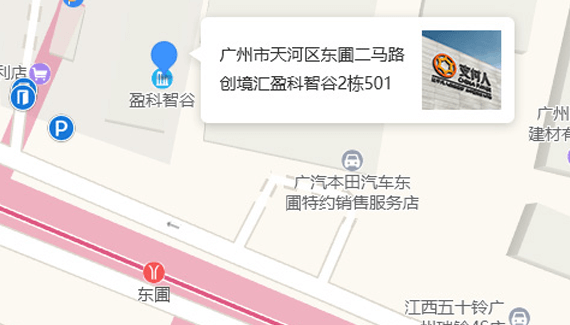 广州市天河区东圃二马路
创境汇盈科智谷2栋501
变何人
利店
盈科智谷
P
广州
建材有
广汽本田汽车东
圃特约销售服务店
东圃
江西五十铃广